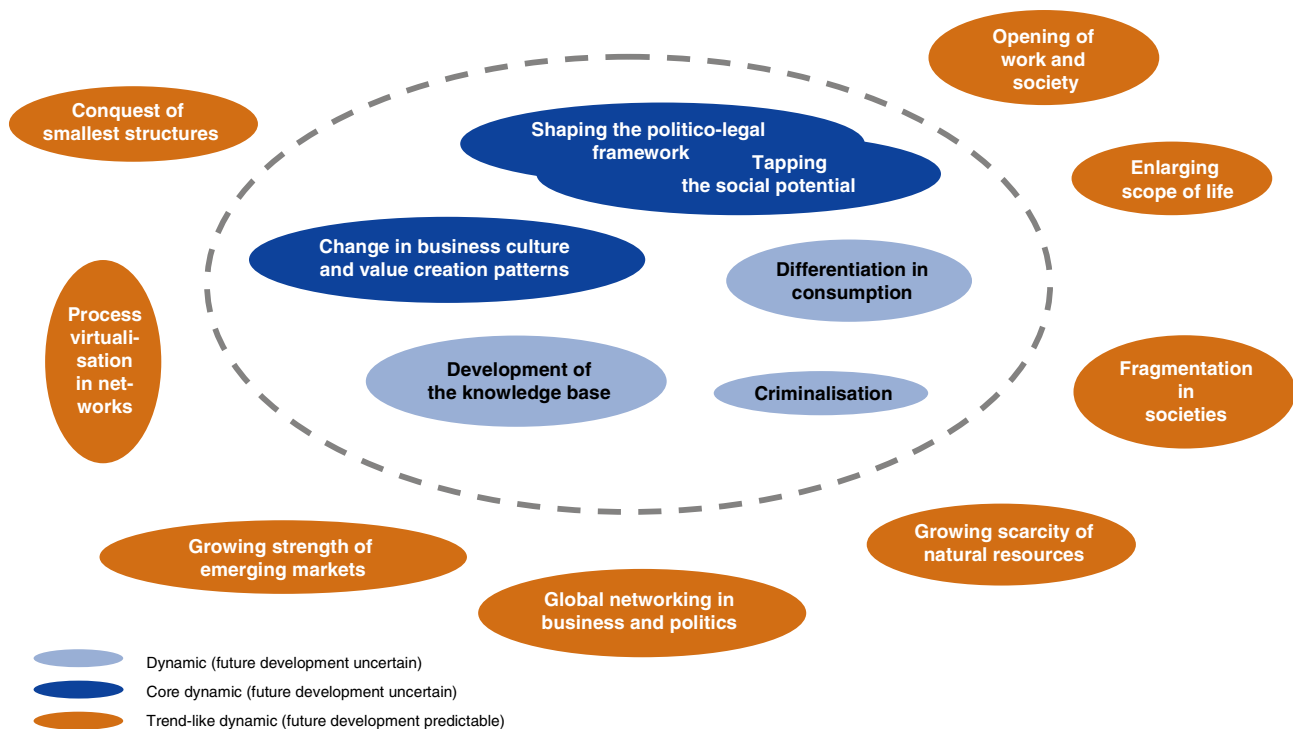 Opening of
work and
society
Conquest of
smallest structures
Shaping the politico-legal
framework
Tapping
the social potential
Enlarging
scope of life
Change in business culture
and value creation patterns
Differentiation in
consumption
Process
virtuali-
sation
in net-
works
Development of
the knowledge base
Criminalisation
Fragmentation
in
societies
Growing strength of
emerging markets
Growing scarcity of
natural resources
Global networking in
business and politics
Dynamic (future development uncertain)
Core dynamic (future development uncertain)
Trend-like dynamic (future development predictable)